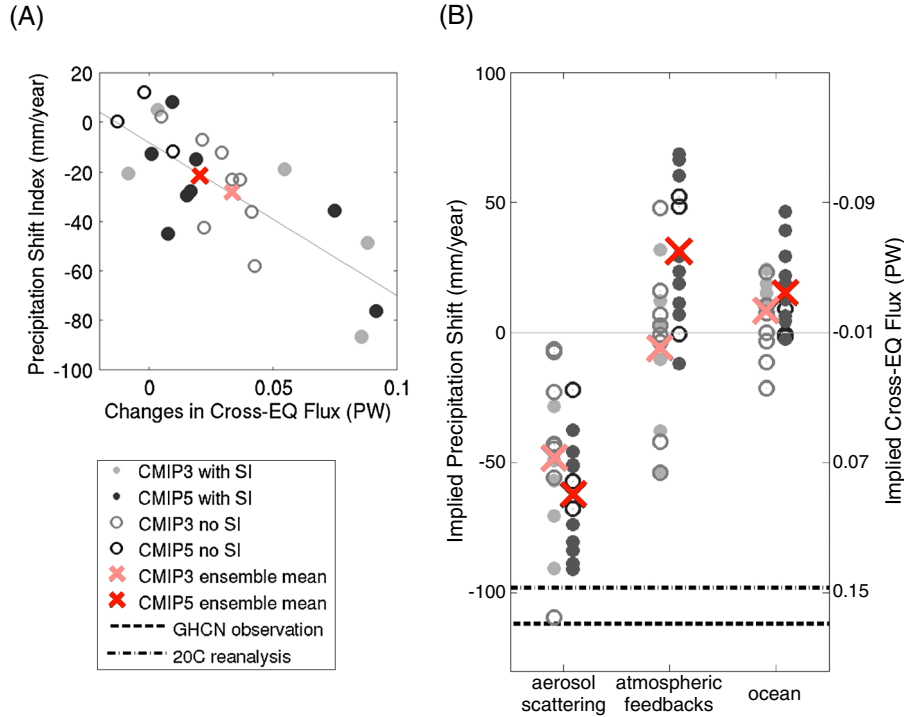 (A)
(B)
Precipitation Shift Index (mm/year)
20
0
-20
-40
-60
-80
-100
0
0.05
0.1
Changes in Cross-EQ Flux (PW)
CMIP3 with SI
CMIP5 with SI
CMIP3 no SI
CMIP5 no SI
CMIP3 ensemble mean
CMIP5 ensemble mean
GHCN observation
20C reanalysis
Implied Precipitation Shift (mm/year)
100
50
0
-50
-100
-0.09
-0.01
0.07
0.15
Implied Cross-EQ Flux (PW)
aerosol
scattering
atmospheric
feedbacks
ocean